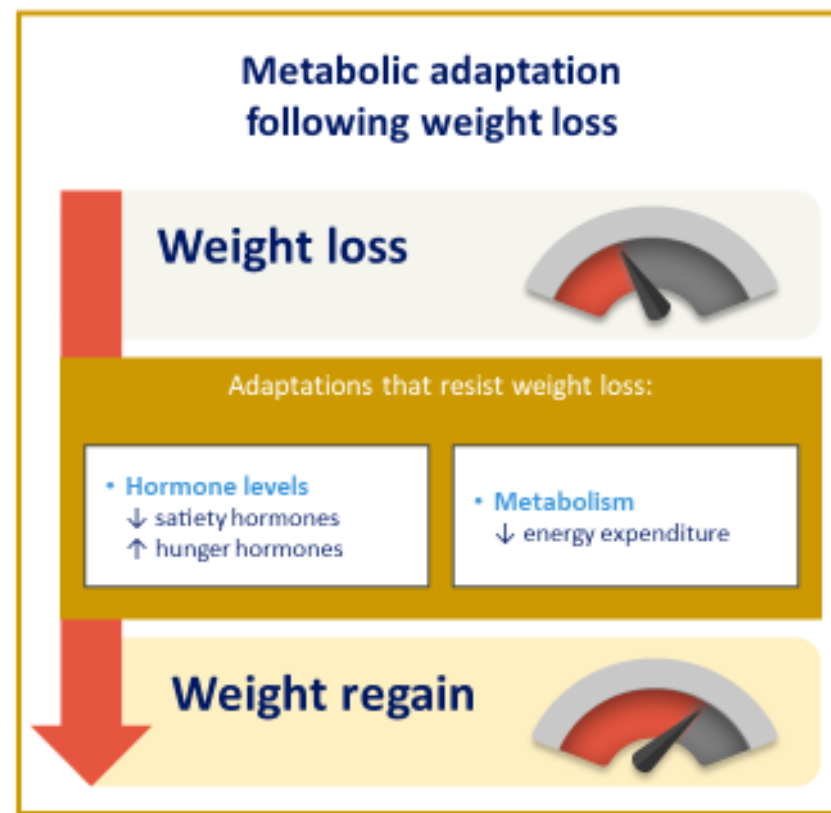 Metabolic adaptation
following weight loss
Weight loss
Adaptations that resist weight loss:
• Hormone levels
↓ satiety hormones
↑ hunger hormones
• Metabolism
↓ energy expenditure
Weight regain